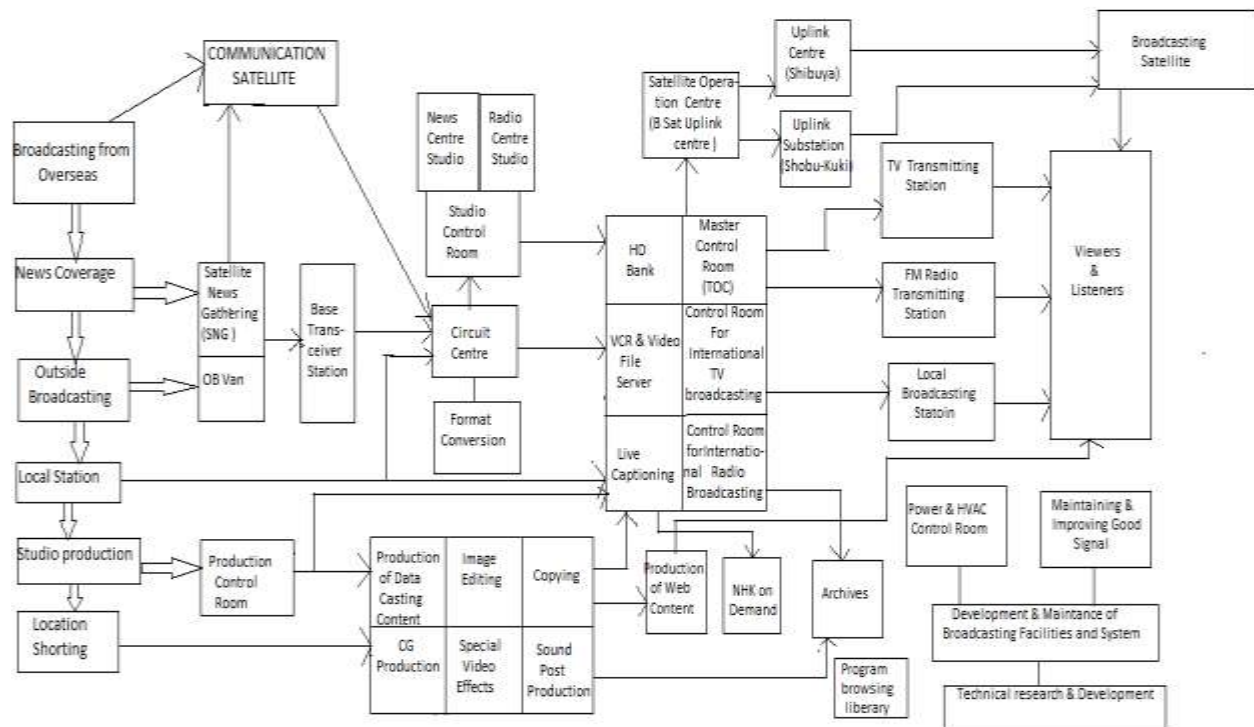 COMMUNICATION
SATELLITE
Broadcasting from
Overseas
News Coverage
Satellite
News
Gathering
(SNG )
OB Van
Outside
Broadcasting
Local Station
Studio production
Location
Shorting
Base
Trans-
ceiver
Station
Production
Control
Room
News
Centre
Studio
Radio
Centre
Studio
Studio
Control
Room
Circuit
Centre
Format
Conversion
Production
of Data
Casting
Content
Image
Editing
Copying
CG
Production
Special
Video
Effects
Sound
Post
Production
Satellite Opera-
tion Centre
(B Sat Uplink
centre )
Uplink
Centre
(Shibuya)
Uplink
Substation
(Shobu-Kuki)
Broadcasting
Satellite
HD
Bank
Master
Control
Room
(TOC)
VCR & Video
File
Server
Control Room
For
International
TV
broadcasting
Live
Captioning
Control Room
forInternatio-
nal Radio
Broadcasting
TV Transmitting
Station
FM Radio
Transmitting
Station
Local
Broadcasting
Statoin
Viewers
&
Listeners
Production
of Web
Content
NHK on
Demand
Archives
Program
browsing
liberary
Power & HVAC
Control Room
Maintaining &
Improving Good
Signal
Development & Maintance of
Broadcasting Facilities and System
Technical research & Development